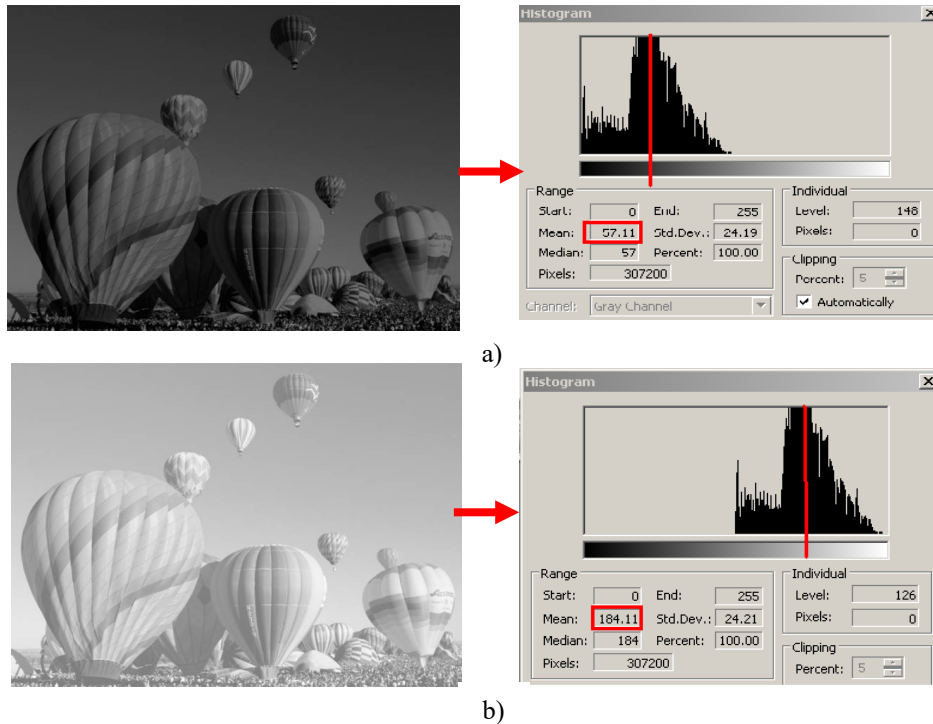 Histogram
Range
Start: 0 End: 255
Mean: 57.11 Std.Dev.: 24.19
Median: 57 Percent: 100.00
Pixels: 307200
Channel: Gray Channel
Individual
Level: 148
Pixels: 0
Clipping
Percent: 5
Automatically
a)
Histogram
Range
Start: 0 End: 255
Mean: 184.11 Std.Dev.: 24.21
Median: 184 Percent: 100.00
Pixels: 307200
Individual
Level: 126
Pixels: 0
Clipping
Percent: 5
b)